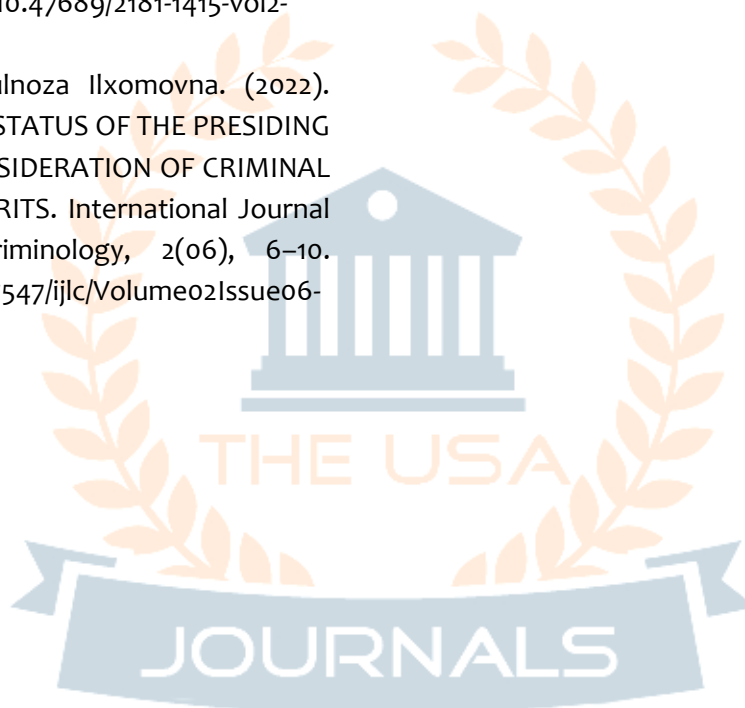 10.47689/2181-1415-vol2-
ulnoza Ilxomovna. (2022).
STATUS OF THE PRESIDING
SIDERATION OF CRIMINAL
RITS. International Journal
riminology, 2(06), 6–10.
547/ijlc/Volume02Issue06-
THE USA
JOURNALS